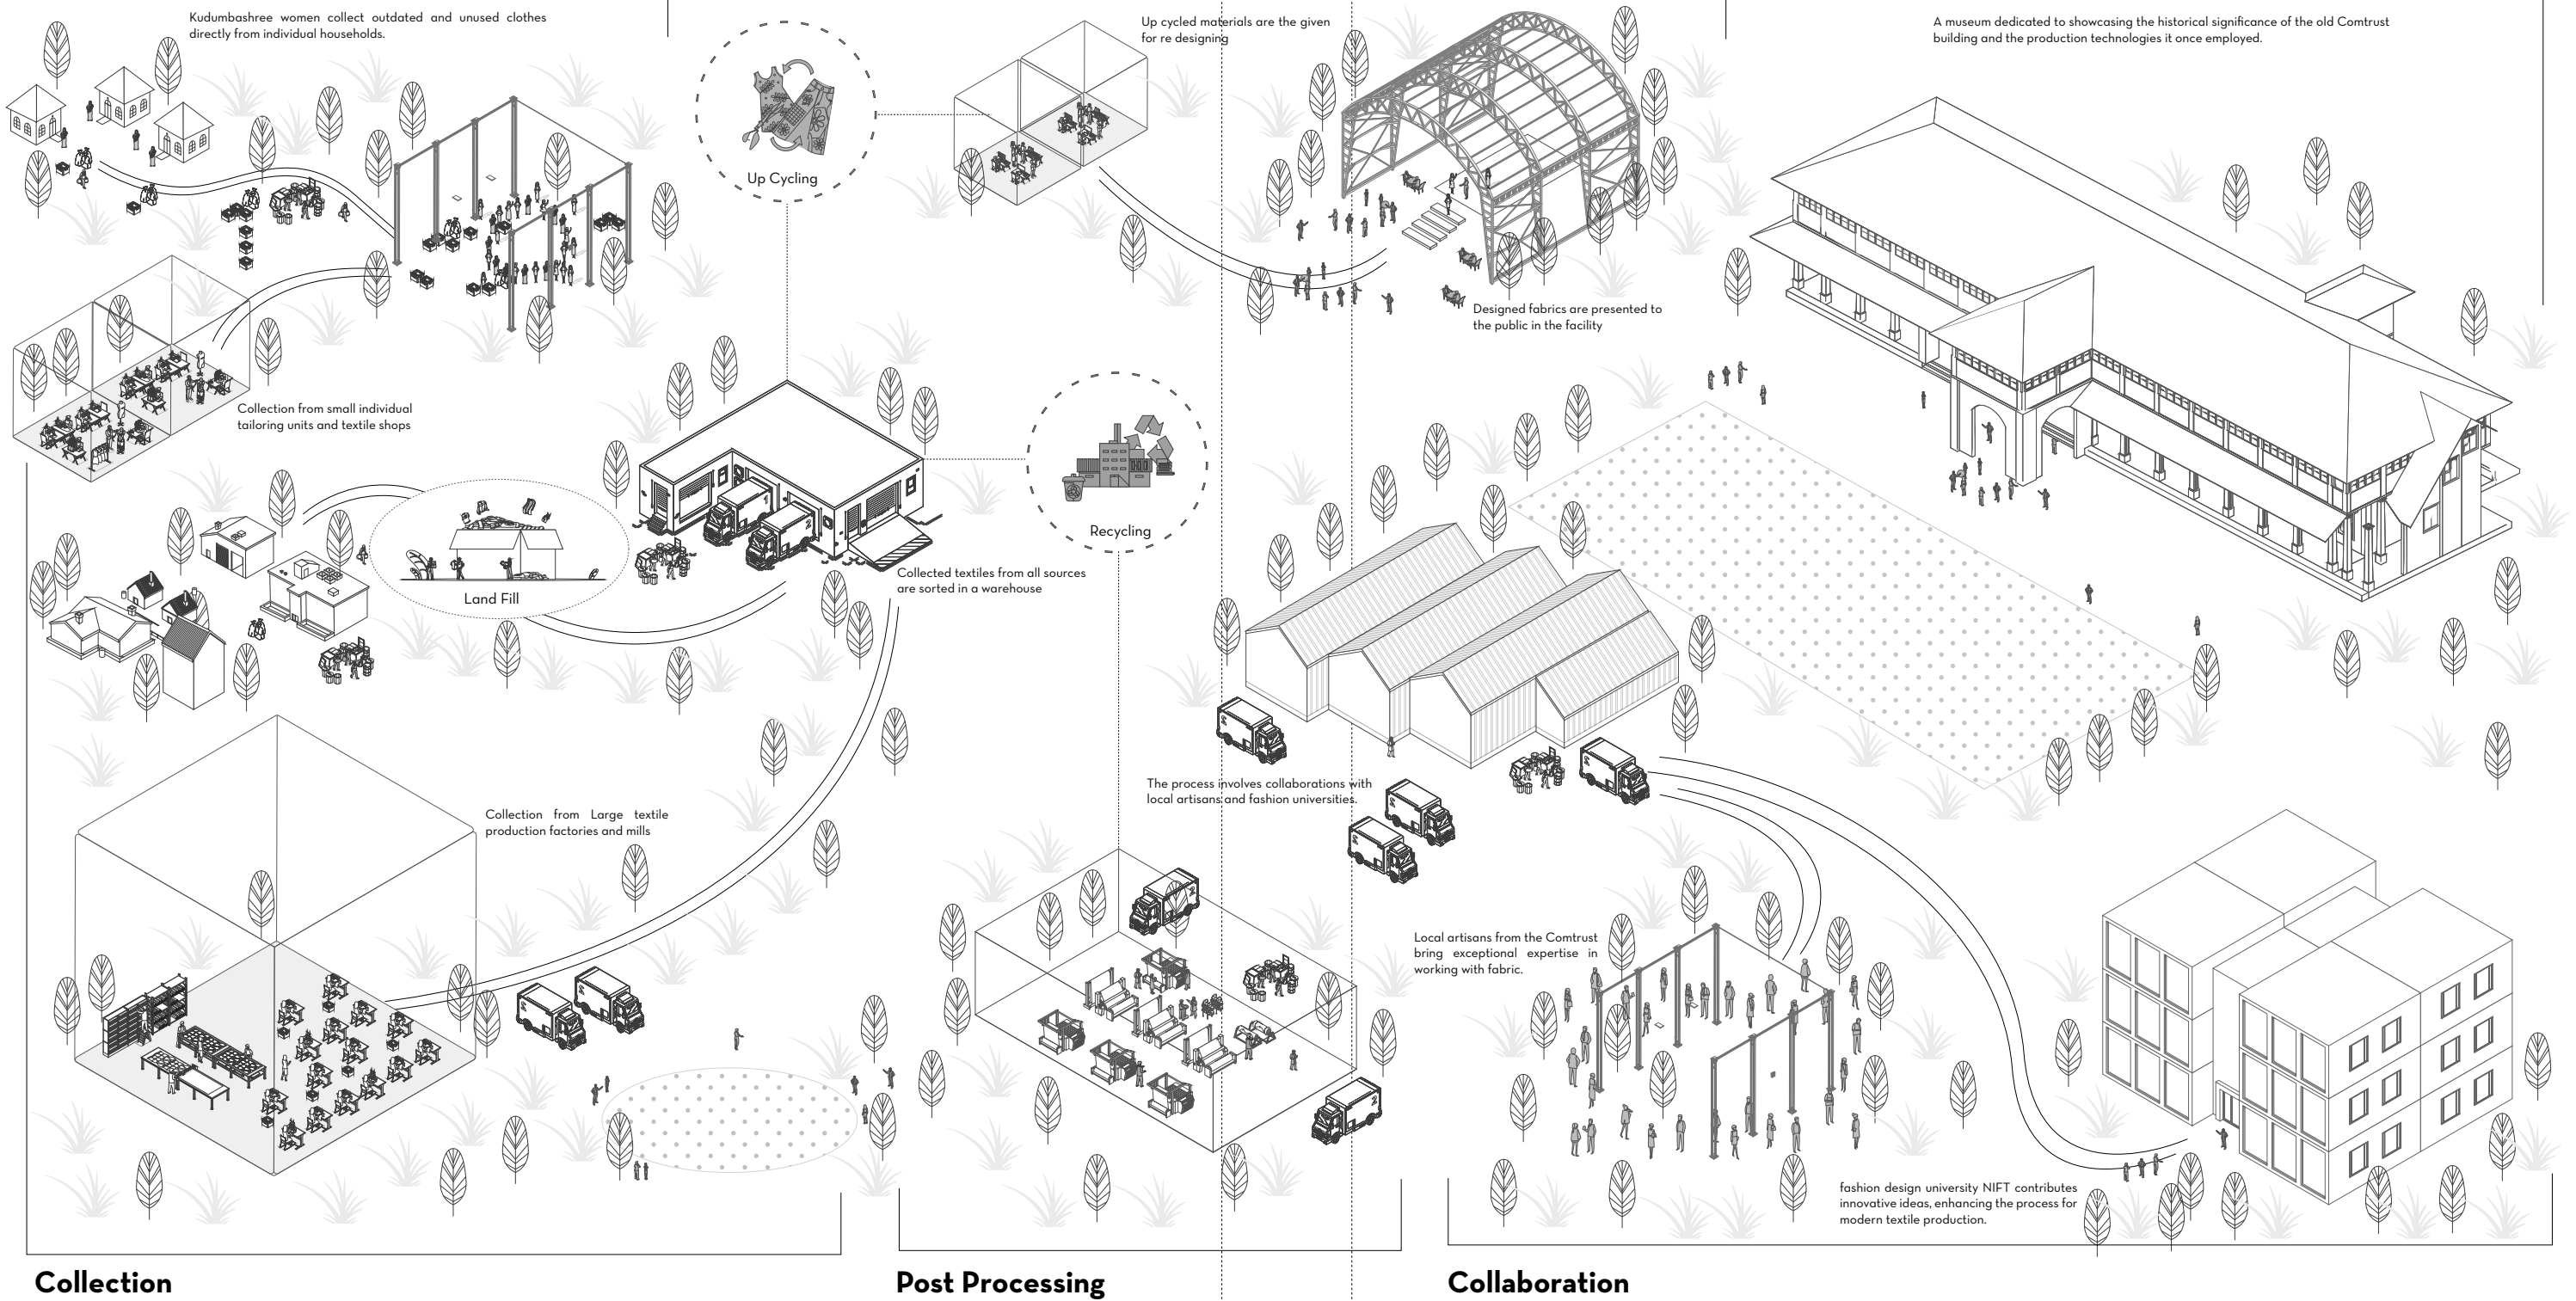 Kudumbashree women collect outdated and unused clothes
directly from individual households.
Up Cycling
Up cycled materials are the given
for re designing
A museum dedicated to showcasing the historical significance of the old Comtrust
building and the production technologies it once employed.
Designed fabrics are presented to
the public in the facility
Collection from small individual
tailoring units and textile shops
Recycling
Land Fill
1
2
Collected textiles from all sources
are sorted in a warehouse
The process involves collaborations with
local artisans and fashion universities.
Collection from Large textile
production factories and mills
Local artisans from the Comtrust
bring exceptional expertise in
working with fabric.
2
2
fashion design university NIFT contributes
innovative ideas, enhancing the process for
modern textile production.
Collection
Post Processing
Collaboration